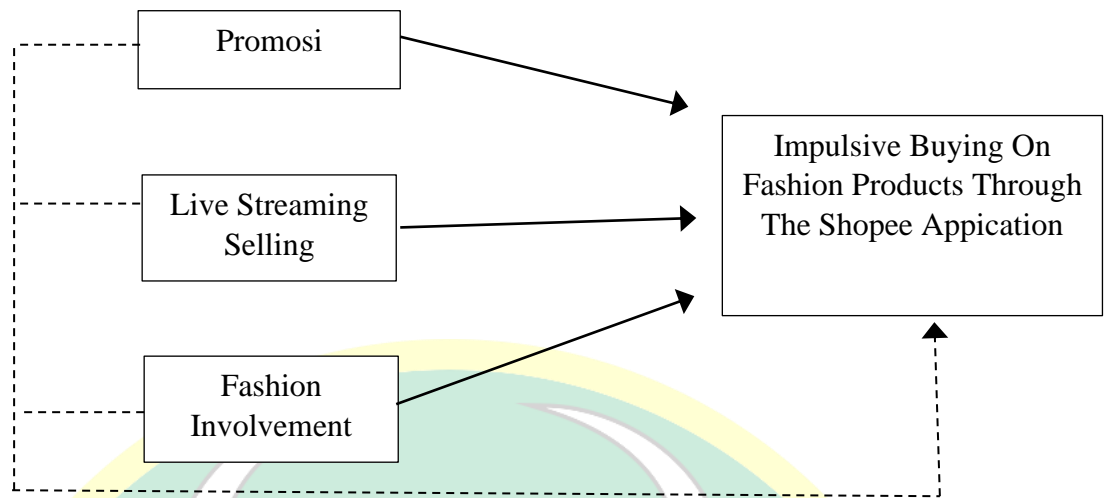 Promosi
Live Streaming
Selling
Fashion
Involvement
Impulsive Buying On
Fashion Products Through
The Shopee Appication